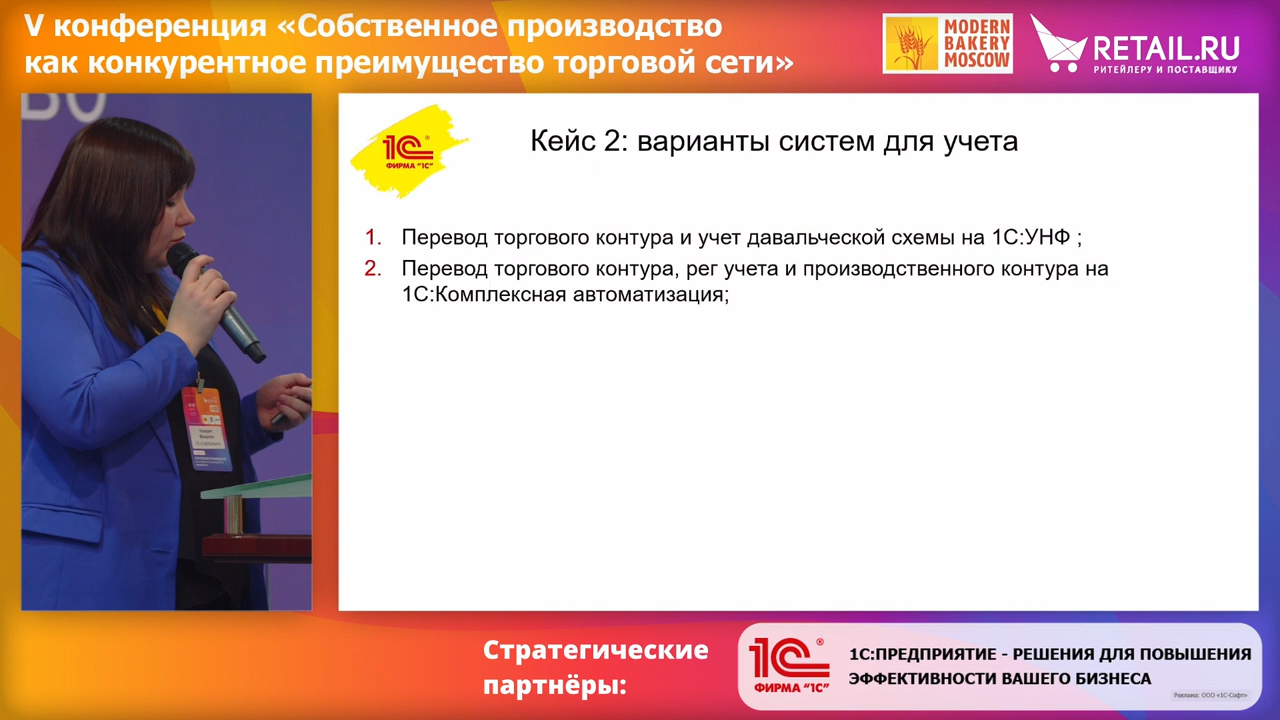 V конференция «Собственное производство
как конкурентное преимущество торговой сети»
MODERN
BAKERY
MOSCOW
RETAIL.RU
РИТЕЙЛЕРУ И ПОСТАВЩИКУ
ВО
1С®
ФИРМА "1С"
Кейс 2: варианты систем для учета
1. Перевод торгового контура и учет давальческой схемы на 1С:УНФ ;
2. Перевод торгового контура, рег учета и производственного контура на
1С:Комплексная автоматизация;
Стратегические
партнёры:
1С®
ФИРМА "1С"
1С:ПРЕДПРИЯТИЕ - РЕШЕНИЯ ДЛЯ ПОВЫШЕНИЯ
ЭФФЕКТИВНОСТИ ВАШЕГО БИЗНЕСА
Реклама: ООО «1С-Софт»